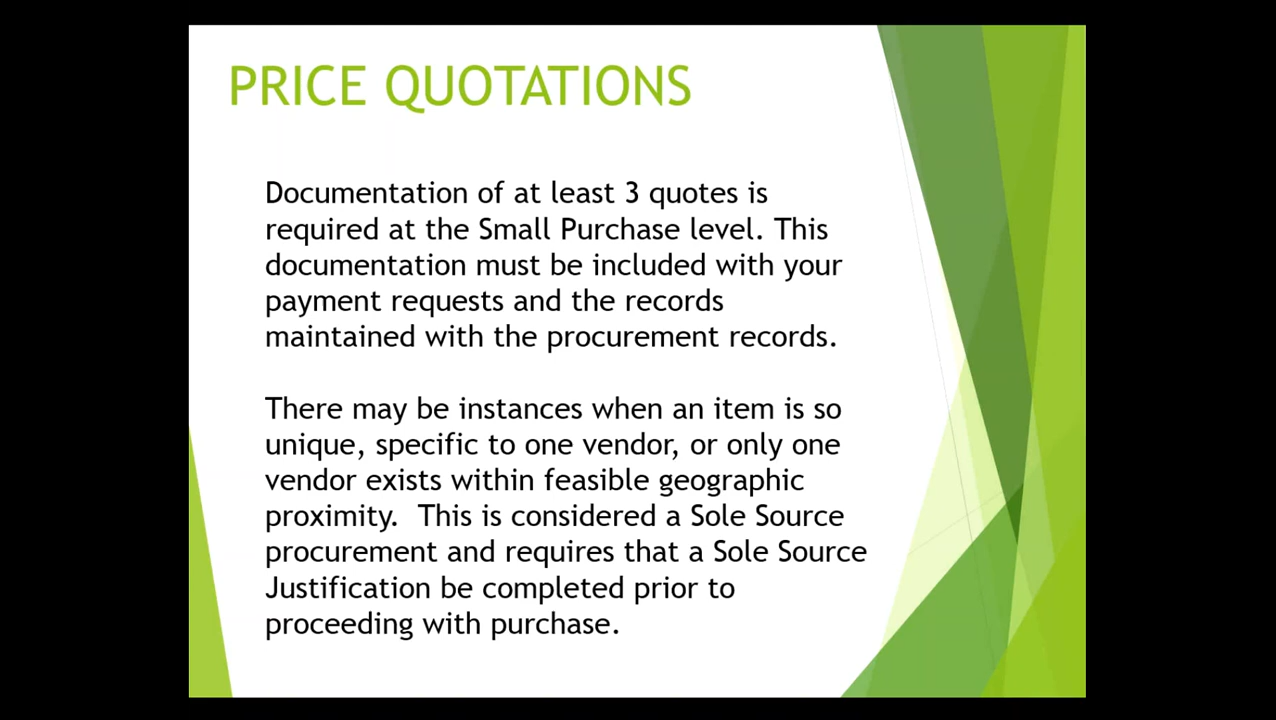 PRICE QUOTATIONS
Documentation of at least 3 quotes is
required at the Small Purchase level. This
documentation must be included with your
payment requests and the records
maintained with the procurement records.
There may be instances when an item is so
unique, specific to one vendor, or only one
vendor exists within feasible geographic
proximity.  This is considered a Sole Source
procurement and requires that a Sole Source
Justification be completed prior to
proceeding with purchase.